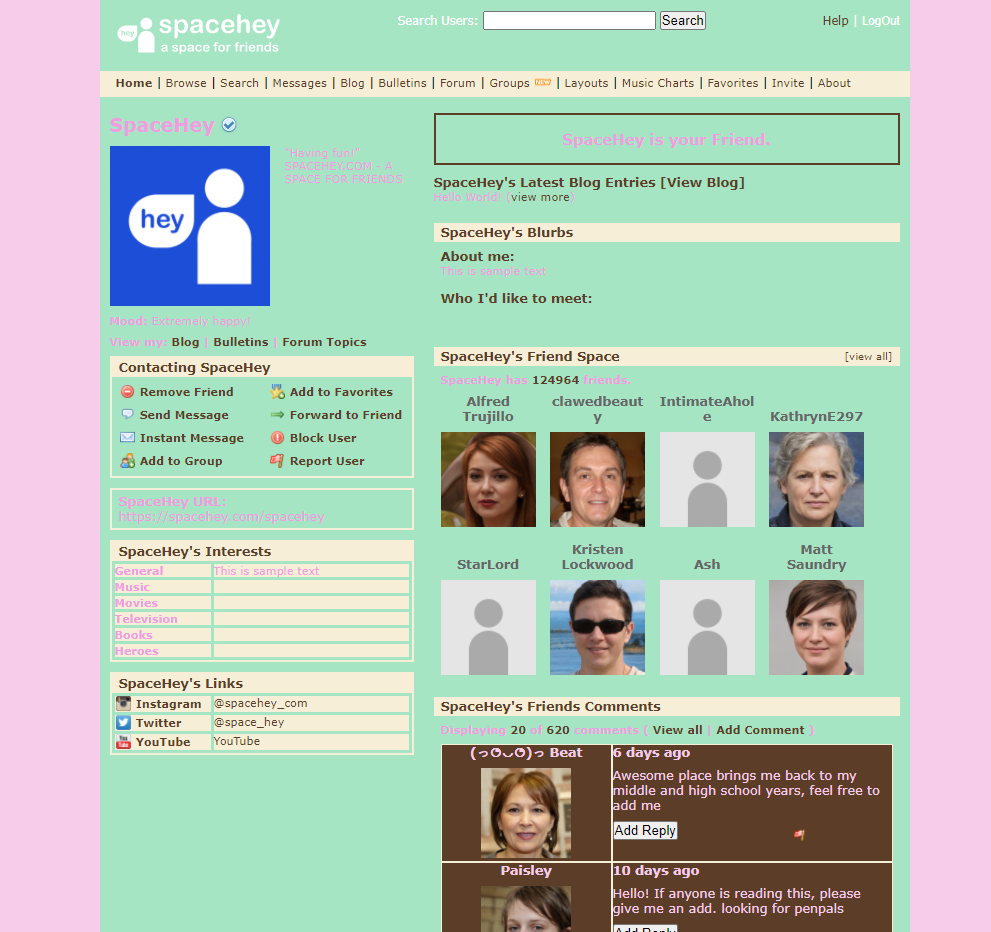 hey spacehey
a space for friends
Search Users: Search
Help | LogOut
Home | Browse | Search | Messages | Blog | Bulletins | Forum | Groups NEW | Layouts | Music Charts | Favorites | Invite | About
SpaceHey
hey
"Having fun!"
SPACEHEY.COM - A
SPACE FOR FRIENDS
Mood: Extremely happy!
View my: Blog | Bulletins | Forum Topics
Contacting SpaceHey
Remove Friend Add to Favorites
Send Message Forward to Friend
Instant Message Block User
Add to Group Report User
SpaceHey URL:
https://spacehey.com/spacehey
SpaceHey's Interests
General This is sample text
Music
Movies
Television
Books
Heroes
SpaceHey's Links
Instagram @spacehey_com
Twitter @space_hey
YouTube YouTube
SpaceHey is your Friend.
SpaceHey's Latest Blog Entries [View Blog]
Hello World! (view more)
SpaceHey's Blurbs
About me:
This is sample text
Who I'd like to meet:
SpaceHey's Friend Space [view all]
SpaceHey has 124964 friends.
Alfred
Trujillo
clawedbeaut
y
IntimateAhol
e
KathrynE297
StarLord
Kristen
Lockwood
Ash
Matt
Saundry
SpaceHey's Friends Comments
Displaying 20 of 620 comments ( View all | Add Comment )
(っ◔◡◔)っ Beat
6 days ago
Awesome place brings me back to my
middle and high school years, feel free to
add me
Add Reply
Paisley
10 days ago
Hello! If anyone is reading this, please
give me an add. looking for penpals
Add Reply